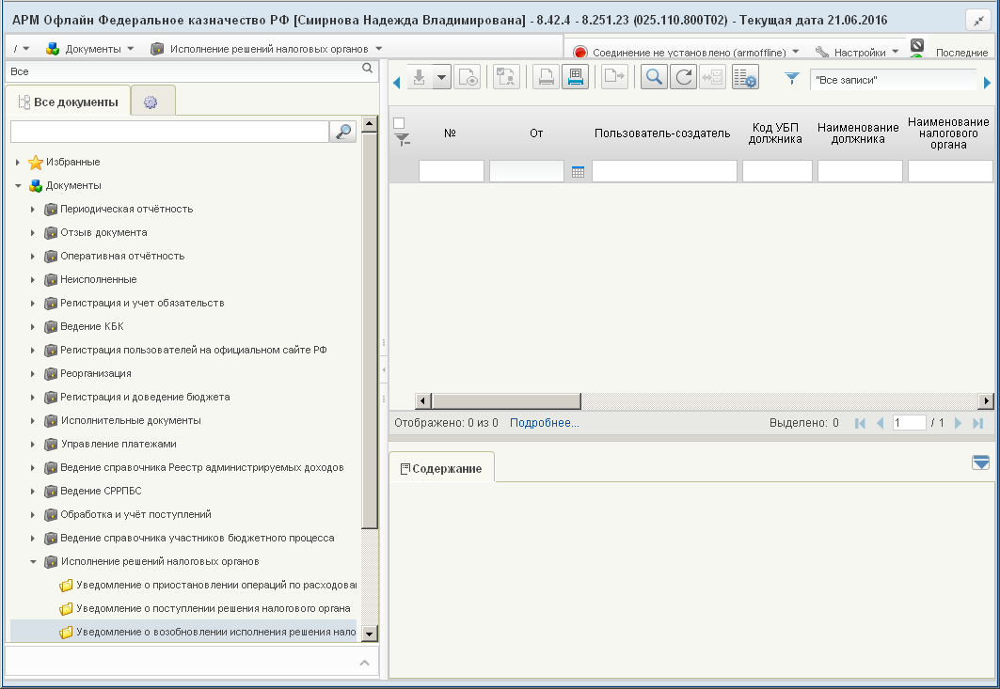 АРМ Офлайн Федеральное казначейство РФ [Смирнова Надежда Владимировна] - 8.42.4 - 8.251.23 (025.110.800T02) - Текущая дата 21.06.2016
/ Документы Исполнение решений налоговых органов
Соединение не установлено (armoffline) Настройки Последние
Все
"Все записи"
Все документы
№ От Пользователь-создатель Код УБП должника Наименование должника Наименование налогового органа
Избранные
Документы
Периодическая отчётность
Отзыв документа
Оперативная отчётность
Неисполненные
Регистрация и учет обязательств
Ведение КБК
Регистрация пользователей на официальном сайте РФ
Реорганизация
Регистрация и доведение бюджета
Исполнительные документы
Управление платежами
Ведение справочника Реестр администрируемых доходов
Ведение СРРПБС
Обработка и учёт поступлений
Ведение справочника участников бюджетного процесса
Исполнение решений налоговых органов
Уведомление о приостановлении операций по расходова
Уведомление о поступлении решения налогового органа
Уведомление о возобновлении исполнения решения нало
Отображено: 0 из 0 Подробнее... Выделено: 0 1 / 1
Содержание